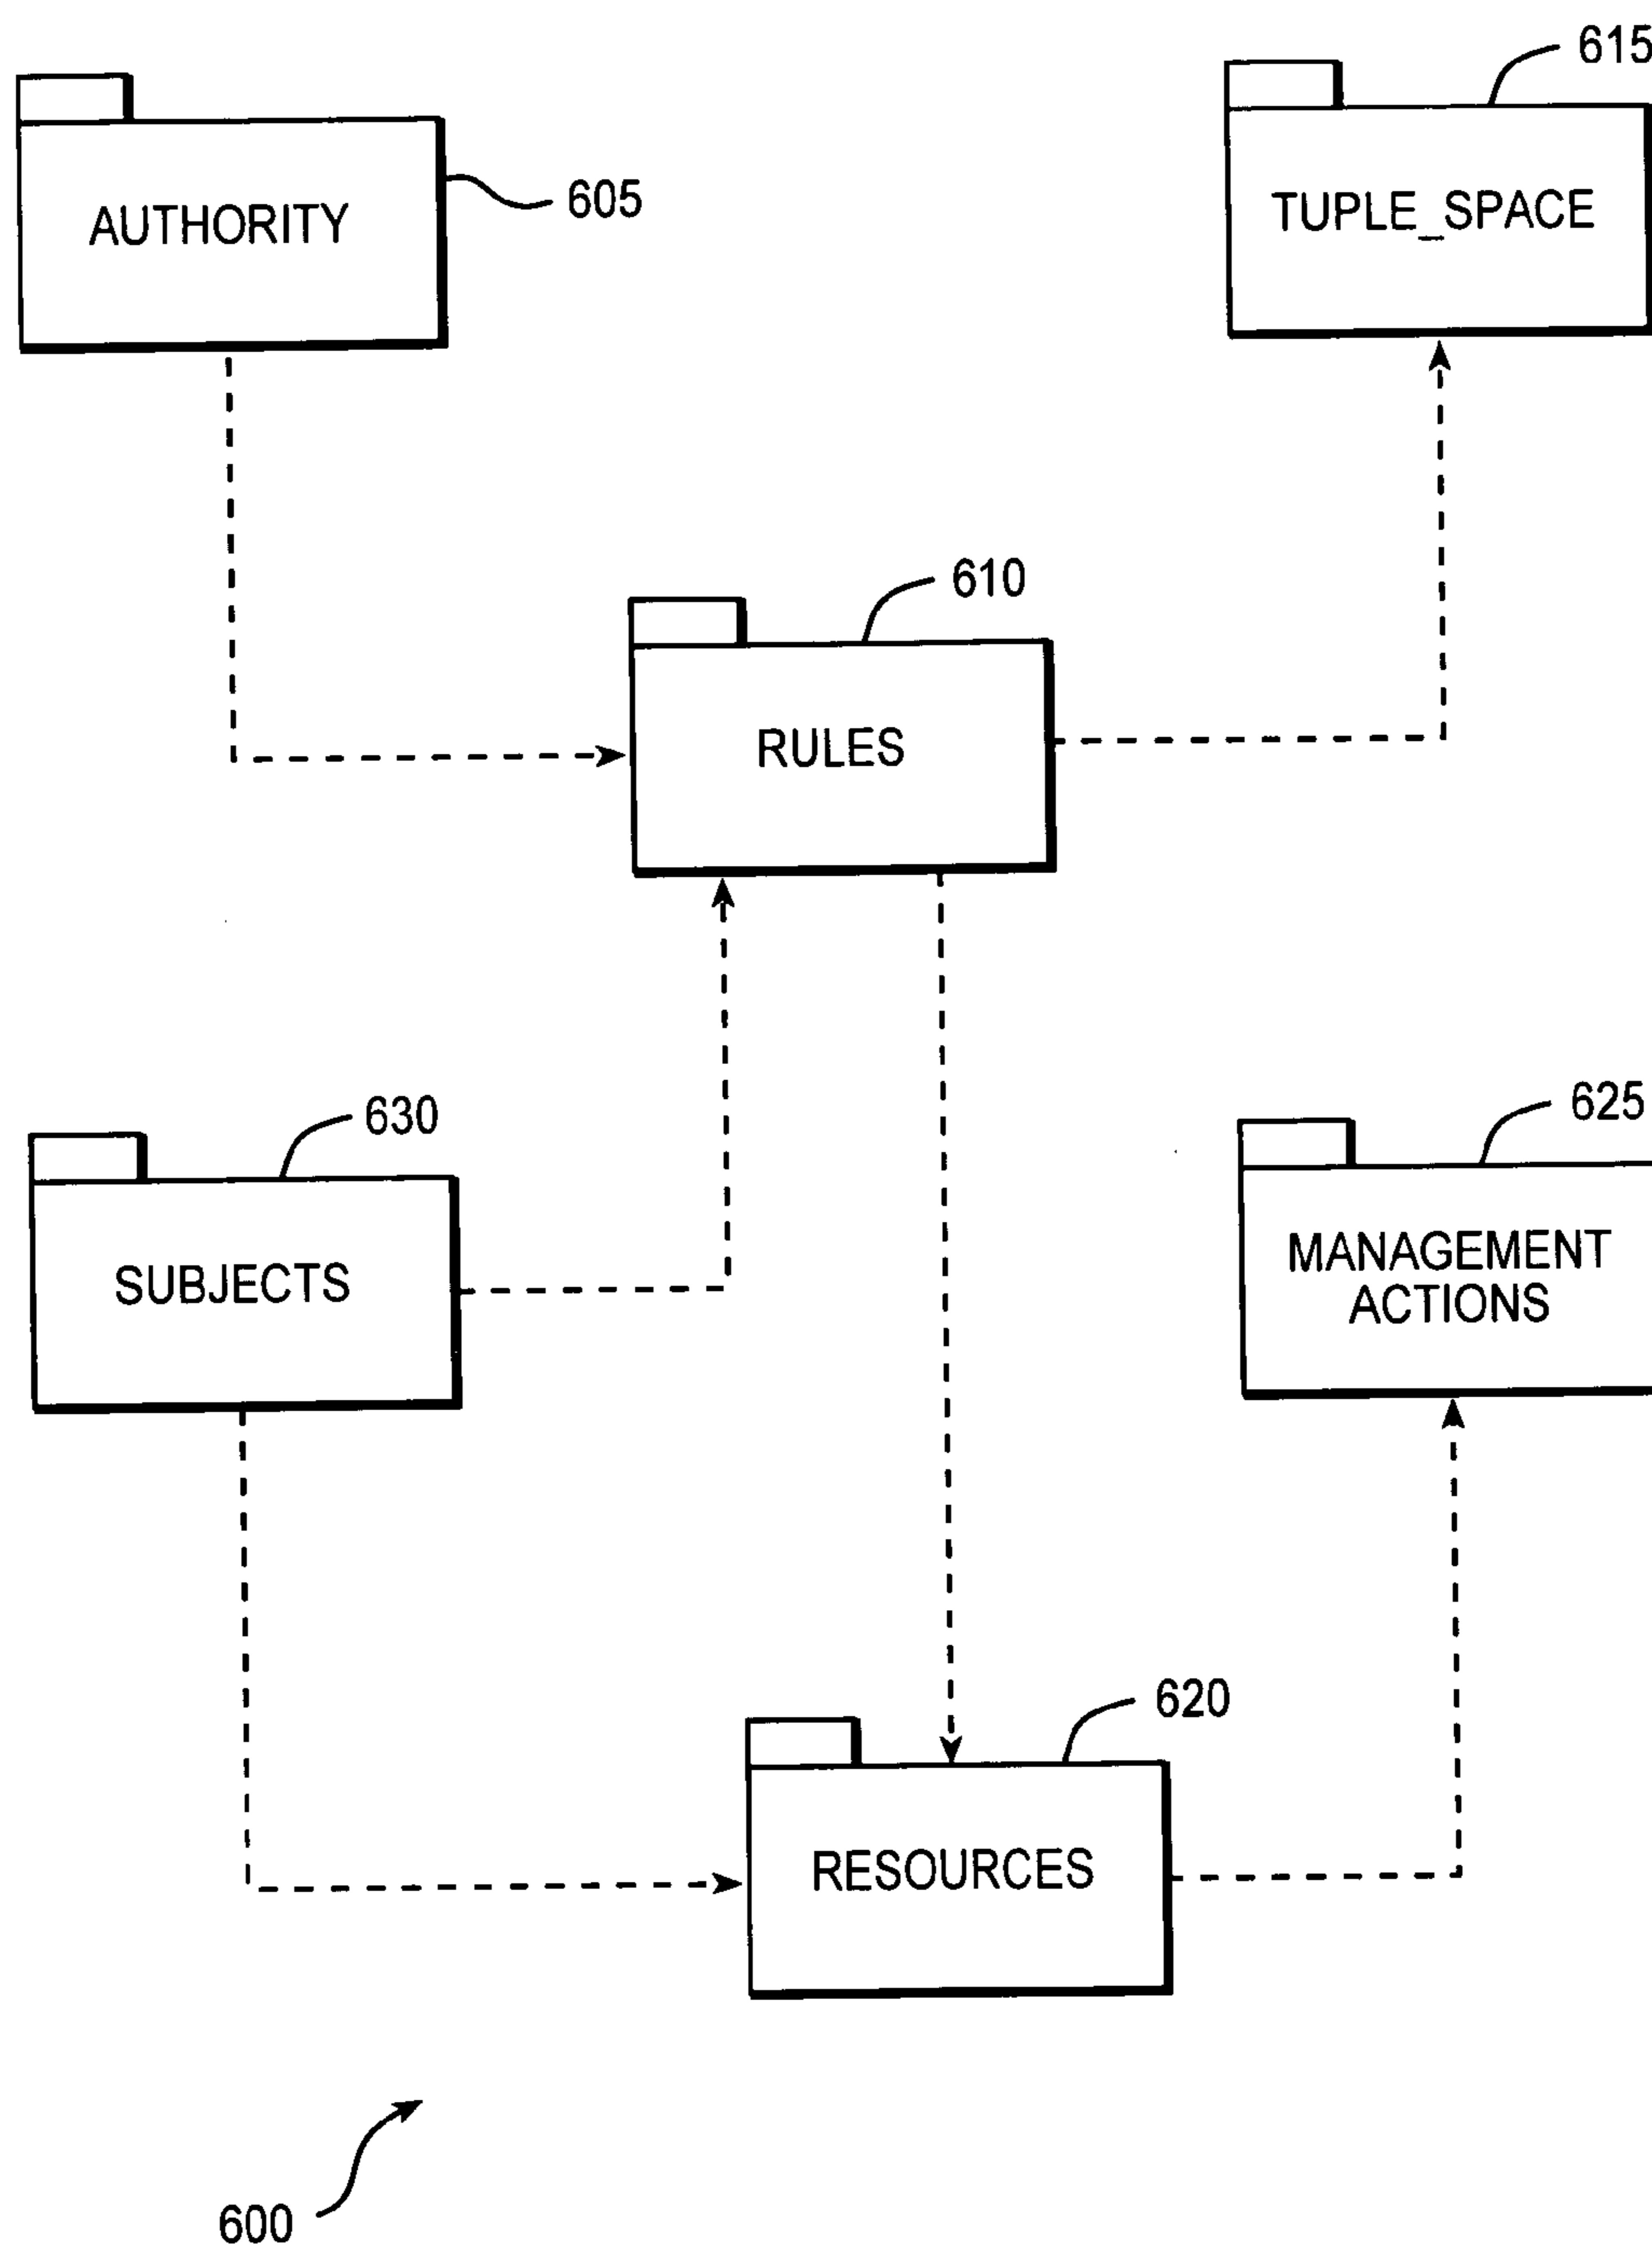 615
605
AUTHORITY
TUPLE_SPACE
610
RULES
630
625
SUBJECTS
MANAGEMENT
ACTIONS
620
RESOURCES
600